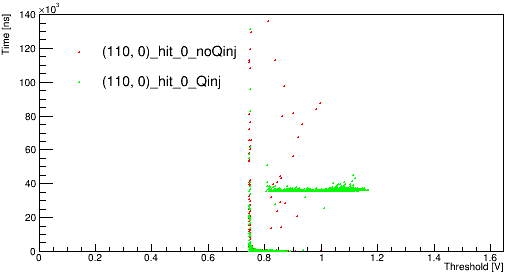 ×10³
Time [ns]
140
120
100
80
60
40
20
0
(110, 0)_hit_0_noQinj
(110, 0)_hit_0_Qinj
0 0.2 0.4 0.6 0.8 1 1.2 1.4 1.6
Threshold [V]